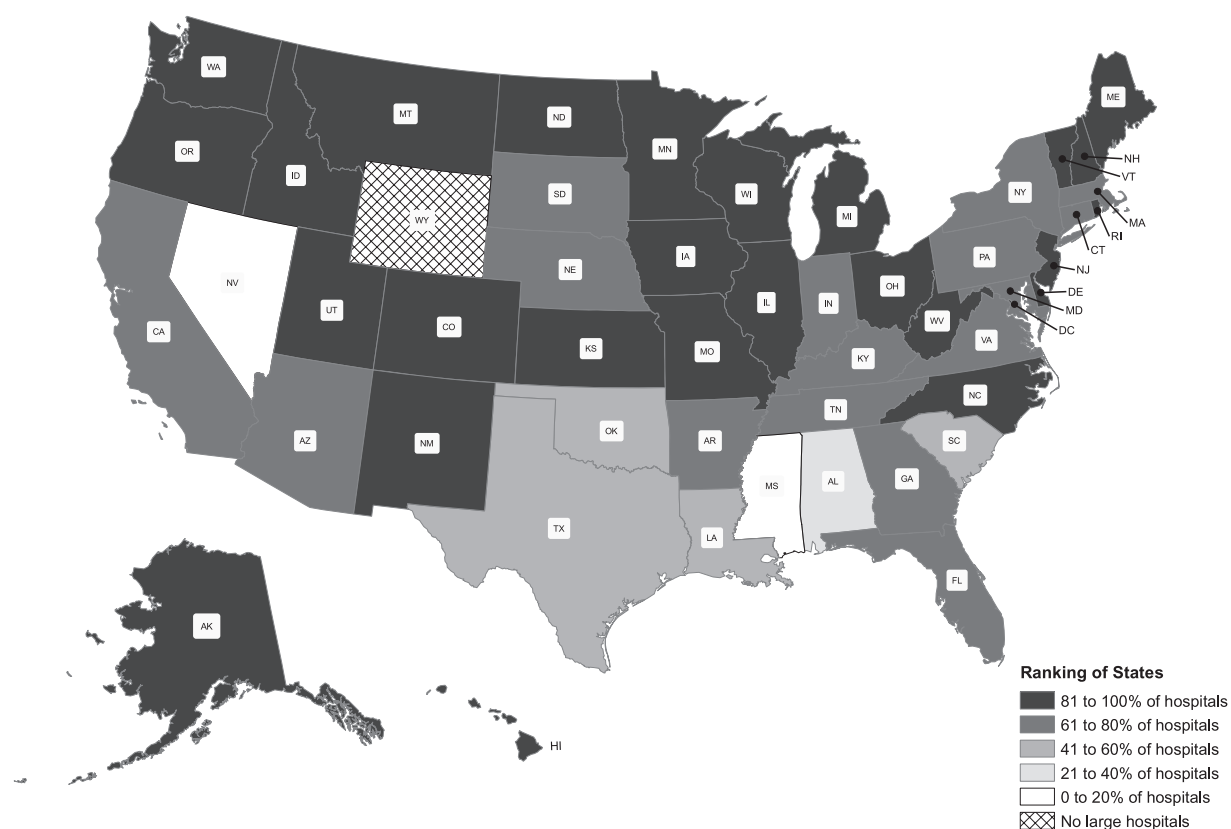 WA
MT
ND
ME
OR
ID
MN
NH
VT
WY
SD
WI
NY
MI
MA
RI
CT
IA
PA
NE
NJ
NV
OH
DE
UT
IL
IN
MD
CA
CO
WV
DC
KS
MO
VA
KY
NC
TN
AZ
NM
OK
AR
SC
MS
AL
GA
TX
LA
FL
AK
HI
Ranking of States
81 to 100% of hospitals
61 to 80% of hospitals
41 to 60% of hospitals
21 to 40% of hospitals
0 to 20% of hospitals
No large hospitals